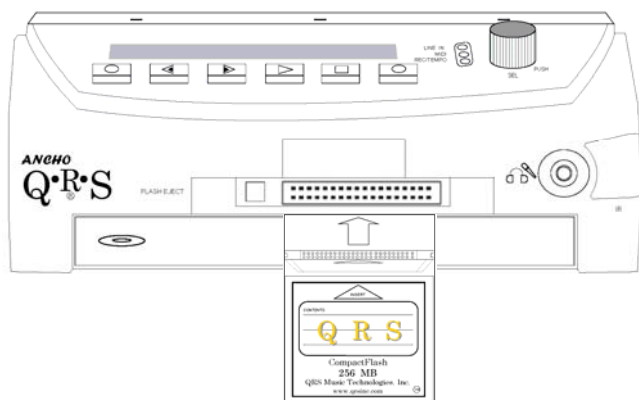 LINE IN
MIDI
REC/TEMPO
SEL
PUSH
ANCHO
Q•R•S
®
FLASH EJECT
IR
INSERT
CONTENTS
Q R S
CompactFlash
256 MB
QRS Music Technologies, Inc.
www.qrsinc.com